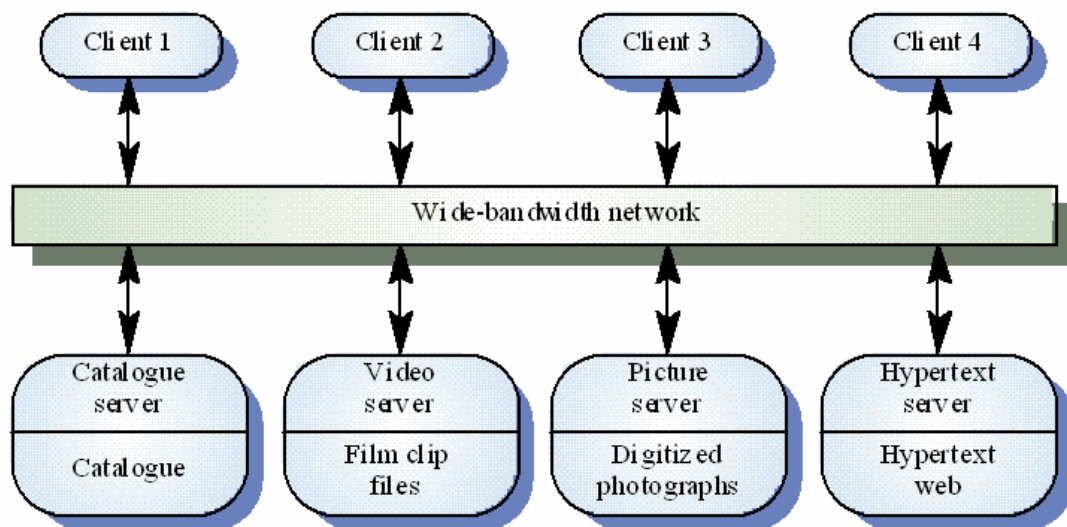 Client 1
Client 2
Client 3
Client 4
Wide-bandwidth network
Catalogue
server
Catalogue
Video
server
Film clip
files
Picture
server
Digitized
photographs
Hypertext
server
Hypertext
web